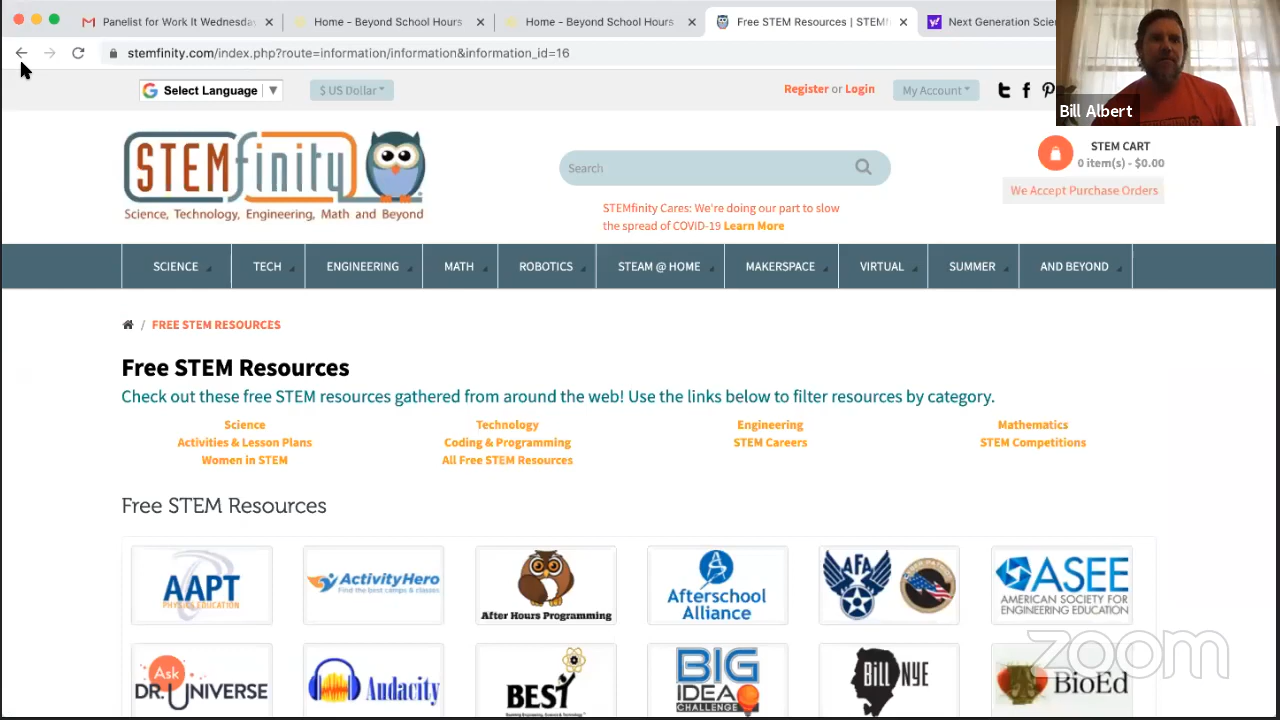 Panelist for Work It Wednesday
Home - Beyond School Hours
Home - Beyond School Hours
Free STEM Resources | STEM
Next Generation Scie
stemfinity.com/index.php?route=information/information&information_id=16
Select Language
$ US Dollar
Register or Login
My Account
Bill Albert
STEMfinity
Science, Technology, Engineering, Math and Beyond
Search
STEM CART
0 item(s) - $0.00
We Accept Purchase Orders
STEMfinity Cares: We're doing our part to slow
the spread of COVID-19 Learn More
SCIENCE TECH ENGINEERING MATH ROBOTICS STEAM @ HOME MAKERSPACE VIRTUAL SUMMER AND BEYOND
/ FREE STEM RESOURCES
Free STEM Resources
Check out these free STEM resources gathered from around the web! Use the links below to filter resources by category.
Science Technology Engineering Mathematics
Activities & Lesson Plans Coding & Programming STEM Careers STEM Competitions
Women in STEM All Free STEM Resources
Free STEM Resources
AAPT
PHYSICS EDUCATION
ActivityHero
Find the best camps & classes
After Hours Programming
Afterschool
Alliance
AFA
ASEE
AMERICAN SOCIETY FOR
ENGINEERING EDUCATION
Ask
DR. UNIVERSE
Audacity
BEST
BIG
IDEA
CHALLENGE
BILL NYE
BioEd
zoom